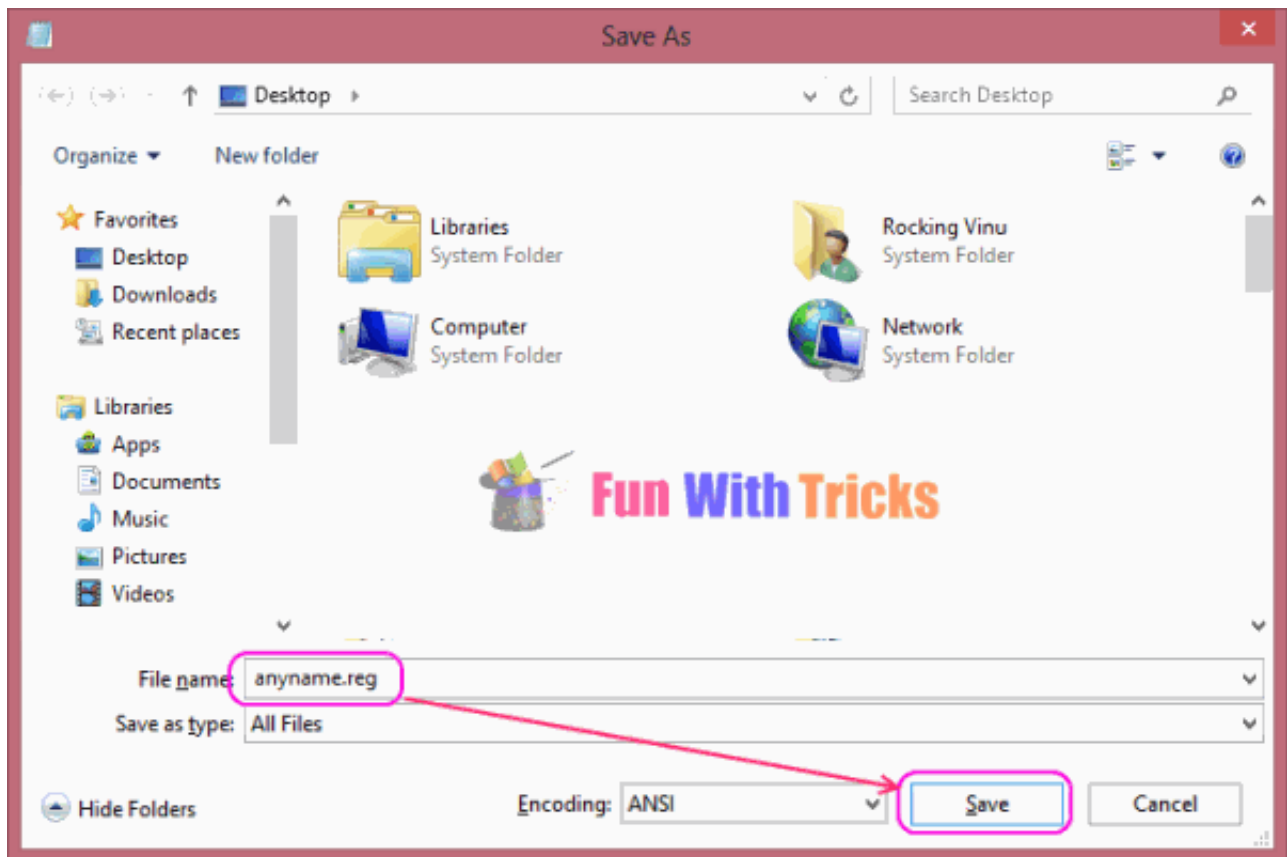 Save As
Desktop
Search Desktop
Organize
New folder
Favorites
Desktop
Downloads
Recent places
Libraries
Apps
Documents
Music
Pictures
Videos
Libraries
System Folder
Rocking Vinu
System Folder
Computer
System Folder
Network
System Folder
Fun With Tricks
File name: anyname.reg
Save as type: All Files
Hide Folders
Encoding: ANSI
Save
Cancel